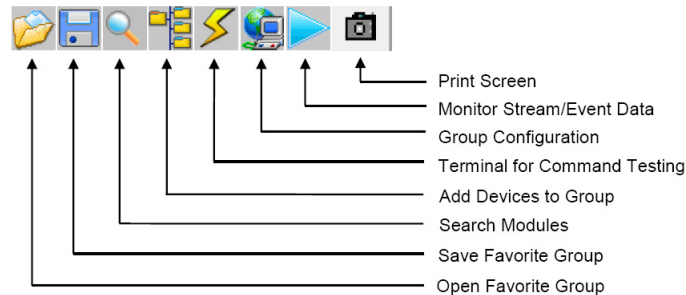 Print Screen
Monitor Stream/Event Data
Group Configuration
Terminal for Command Testing
Add Devices to Group
Search Modules
Save Favorite Group
Open Favorite Group